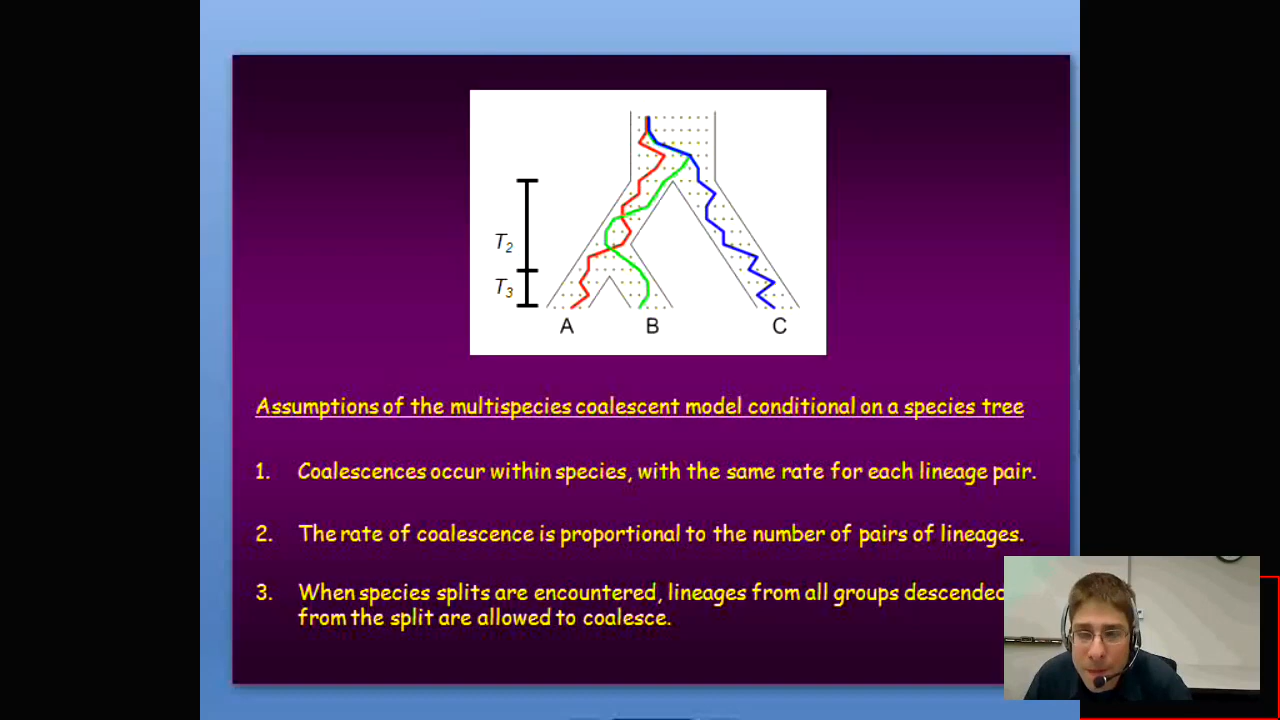 T2
T3
A B C
Assumptions of the multispecies coalescent model conditional on a species tree
1. Coalescences occur within species, with the same rate for each lineage pair.
2. The rate of coalescence is proportional to the number of pairs of lineages.
3. When species splits are encountered, lineages from all groups descended
from the split are allowed to coalesce.